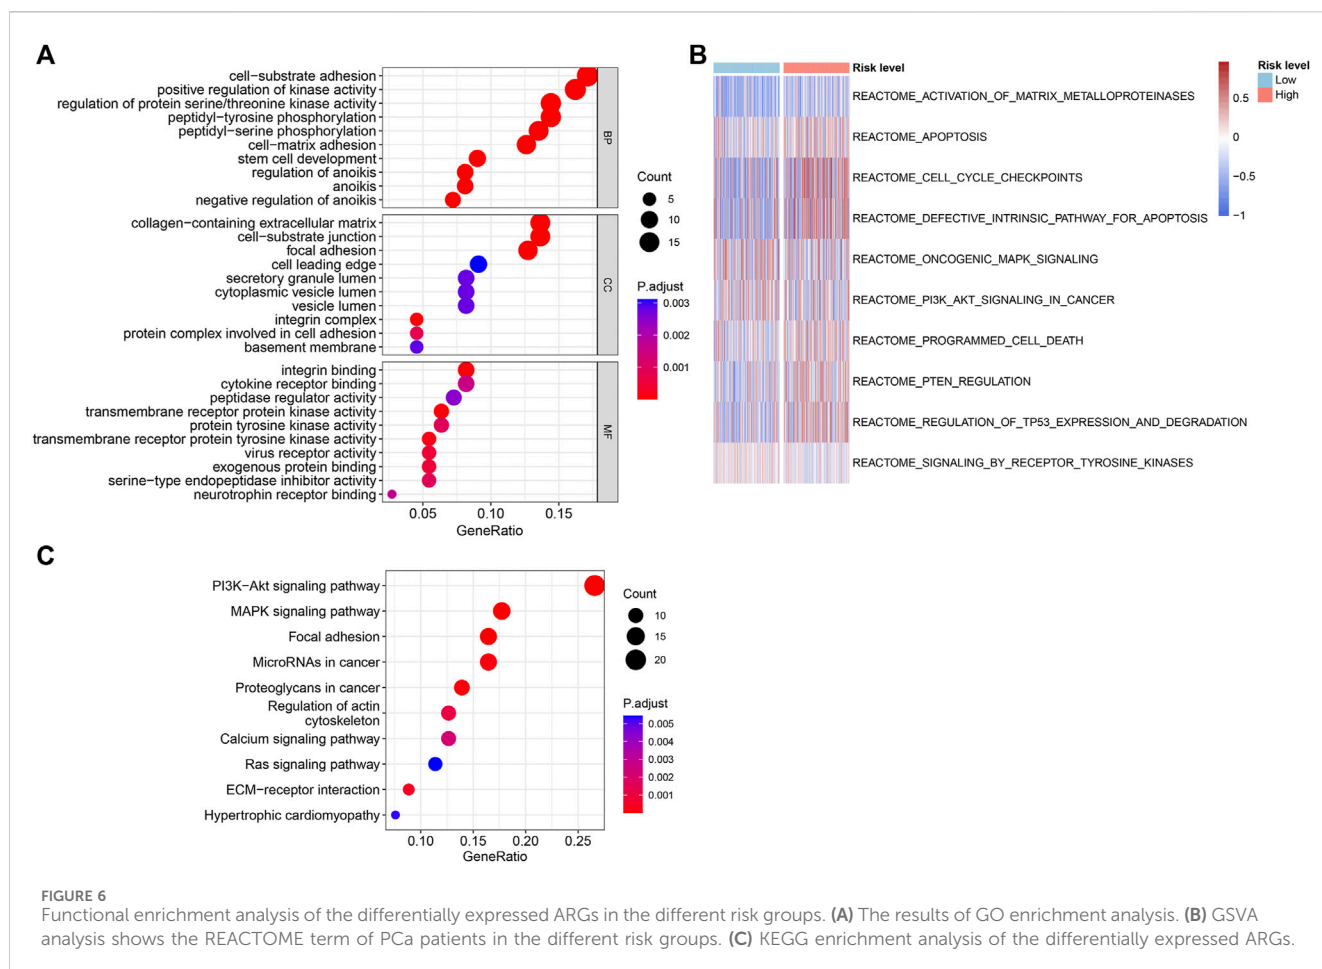 A
cell−substrate adhesion
positive regulation of kinase activity
regulation of protein serine/threonine kinase activity
peptidyl−tyrosine phosphorylation
peptidyl−serine phosphorylation
cell−matrix adhesion
stem cell development
regulation of anoikis
anoikis
negative regulation of anoikis
BP
collagen−containing extracellular matrix
cell−substrate junction
focal adhesion
cell leading edge
secretory granule lumen
cytoplasmic vesicle lumen
vesicle lumen
integrin complex
protein complex involved in cell adhesion
basement membrane
CC
integrin binding
cytokine receptor binding
peptidase regulator activity
transmembrane receptor protein kinase activity
protein tyrosine kinase activity
transmembrane receptor protein tyrosine kinase activity
virus receptor activity
exogenous protein binding
serine−type endopeptidase inhibitor activity
neurotrophin receptor binding
MF
0.05 0.10 0.15
GeneRatio
Count
5
10
15
P.adjust
0.003
0.002
0.001
B
Risk level
REACTOME_ACTIVATION_OF_MATRIX_METALLOPROTEINASES
REACTOME_APOPTOSIS
REACTOME_CELL_CYCLE_CHECKPOINTS
REACTOME_DEFECTIVE_INTRINSIC_PATHWAY_FOR_APOPTOSIS
REACTOME_ONCOGENIC_MAPK_SIGNALING
REACTOME_PI3K_AKT_SIGNALING_IN_CANCER
REACTOME_PROGRAMMED_CELL_DEATH
REACTOME_PTEN_REGULATION
REACTOME_REGULATION_OF_TP53_EXPRESSION_AND_DEGRADATION
REACTOME_SIGNALING_BY_RECEPTOR_TYROSINE_KINASES
0.5
0
−0.5
−1
Risk level
Low
High
C
PI3K−Akt signaling pathway
MAPK signaling pathway
Focal adhesion
MicroRNAs in cancer
Proteoglycans in cancer
Regulation of actin
cytoskeleton
Calcium signaling pathway
Ras signaling pathway
ECM−receptor interaction
Hypertrophic cardiomyopathy
0.10 0.15 0.20 0.25
GeneRatio
Count
10
15
20
P.adjust
0.005
0.004
0.003
0.002
0.001
FIGURE 6
Functional enrichment analysis of the differentially expressed ARGs in the different risk groups. (A) The results of GO enrichment analysis. (B) GSVA
analysis shows the REACTOME term of PCa patients in the different risk groups. (C) KEGG enrichment analysis of the differentially expressed ARGs.